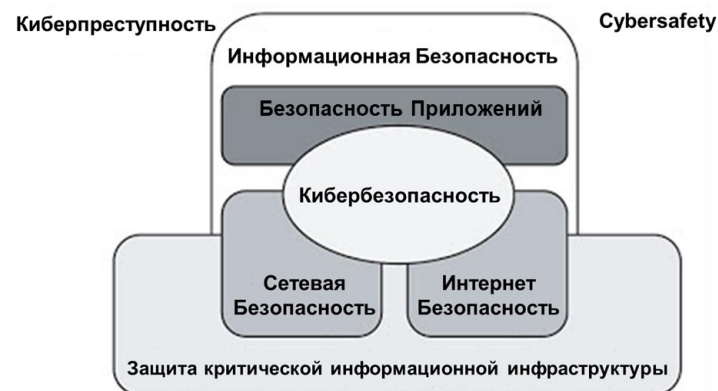 Киберпреступность
Cybersafety
Информационная Безопасность
Безопасность Приложений
Кибербезопасность
Сетевая
Безопасность
Интернет
Безопасность
Защита критической информационной инфраструктуры